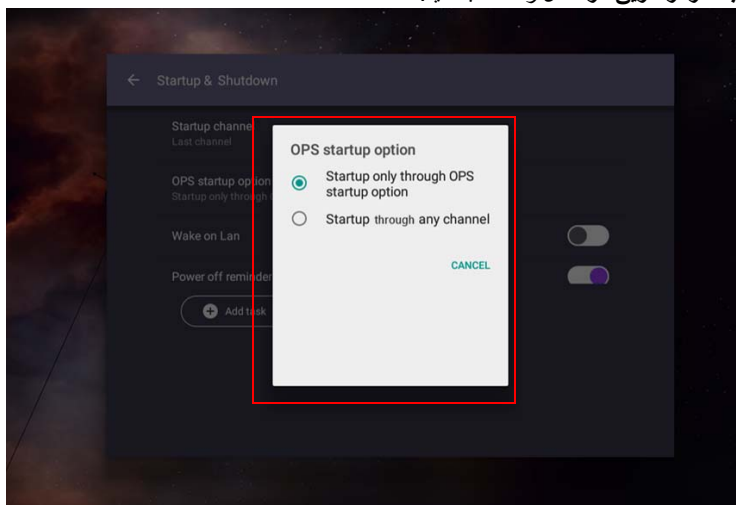 Startup & Shutdown
Startup channel
Last channel
OPS startup option
Startup only through
Wake on Lan
Power off reminder
Add task
OPS startup option
Startup only through OPS
startup option
Startup through any channel
CANCEL